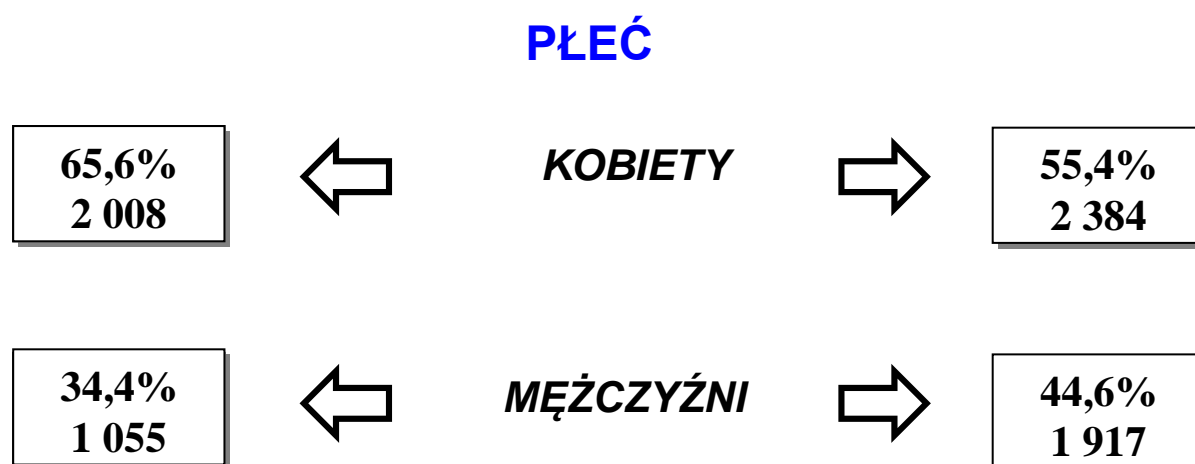 PŁEĆ
65,6%
2 008
KOBIETY
55,4%
2 384
34,4%
1 055
MĘŻCZYŹNI
44,6%
1 917